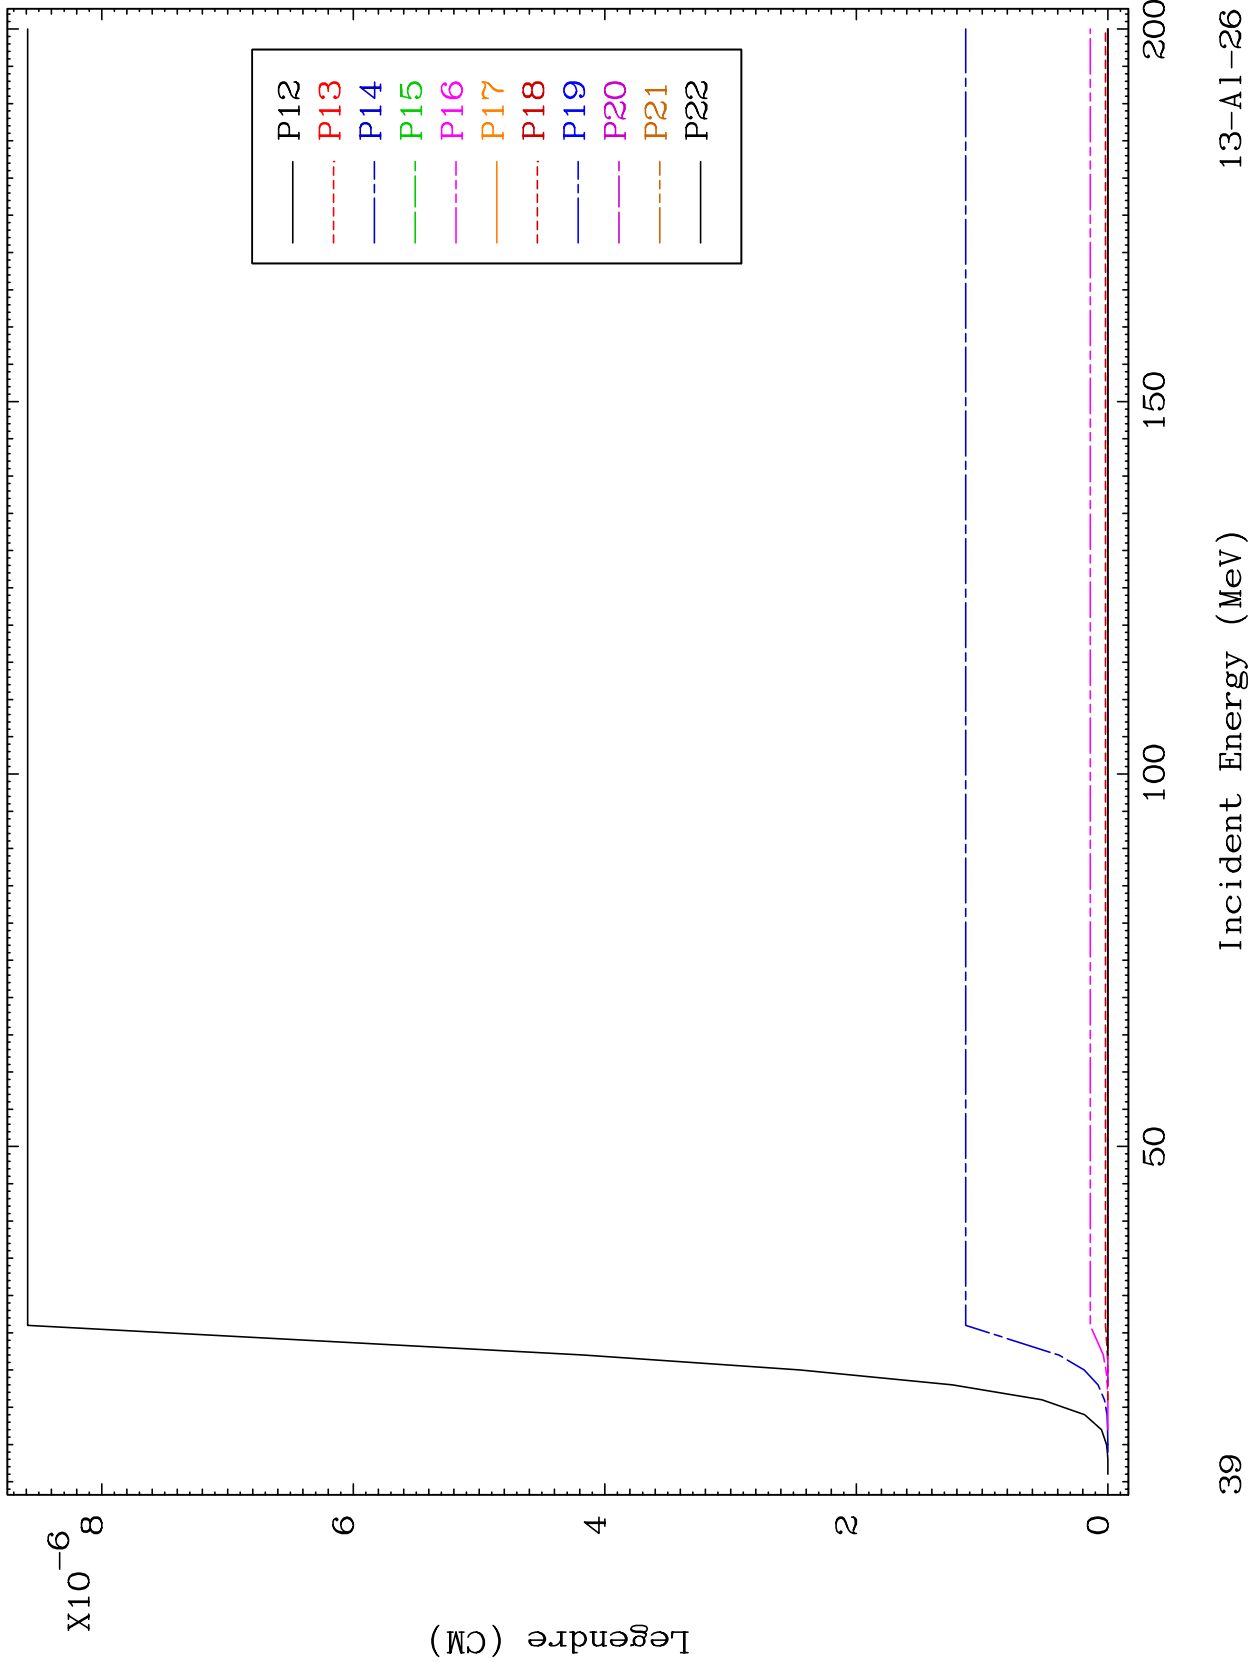 X10-6
8
6
4
2
0
Legendre (CM)
P12
P13
P14
P15
P16
P17
P18
P19
P20
P21
P22
50
100
150
200
39
Incident Energy (MeV)
13-Al-26